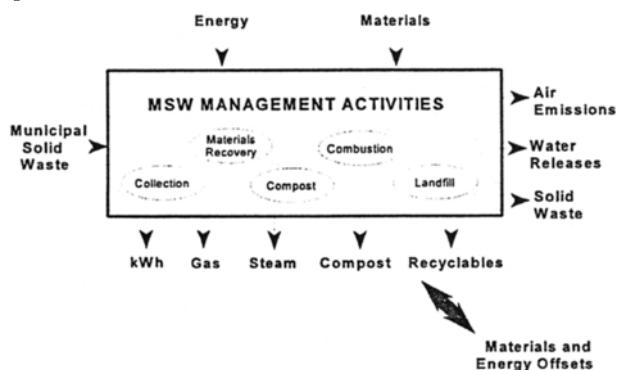 Energy
Materials
MSW MANAGEMENT ACTIVITIES
Municipal
Solid
Waste
Materials
Recovery
Combustion
Collection
Compost
Landfill
Air
Emissions
Water
Releases
Solid
Waste
kWh
Gas
Steam
Compost
Recyclables
Materials and
Energy Offsets